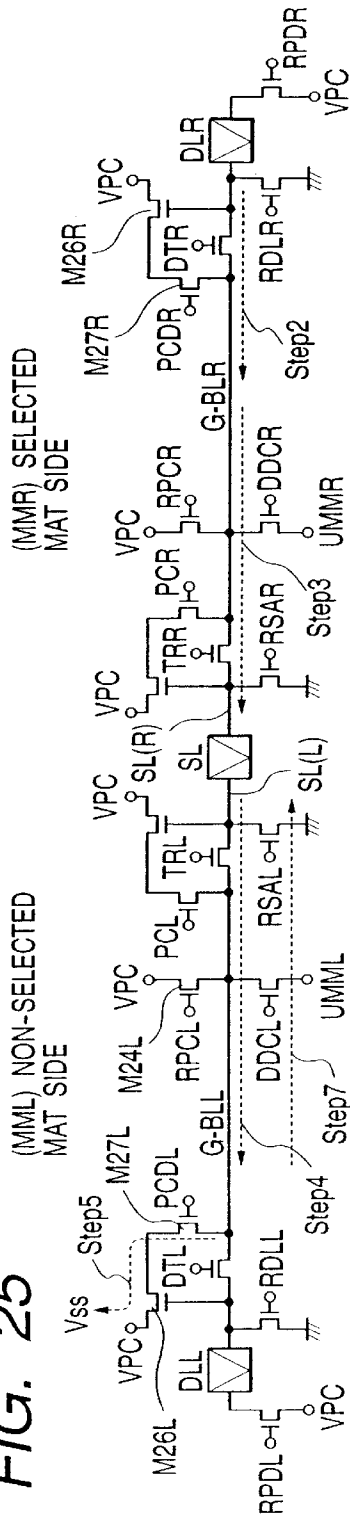 FIG. 25
(MML) NON-SELECTED
MAT SIDE
(MMR) SELECTED
MAT SIDE
Vss
Step5
VPC
M26L
M27L
PCDL
DTL
DLL
RPDL
VPC
RDLL
G-BLL
M24L
VPC
RPCL
DDCL
UMML
Step4
Step7
PCL
TRL
VPC
RSAL
SL
SL(L)
SL(R)
VPC
TRR
PCR
RSAR
VPC
RPCR
DDCR
UMMR
Step3
G-BLR
Step2
M27R
PCDR
M26R
VPC
DTR
RDLR
DLR
RPDR
VPC